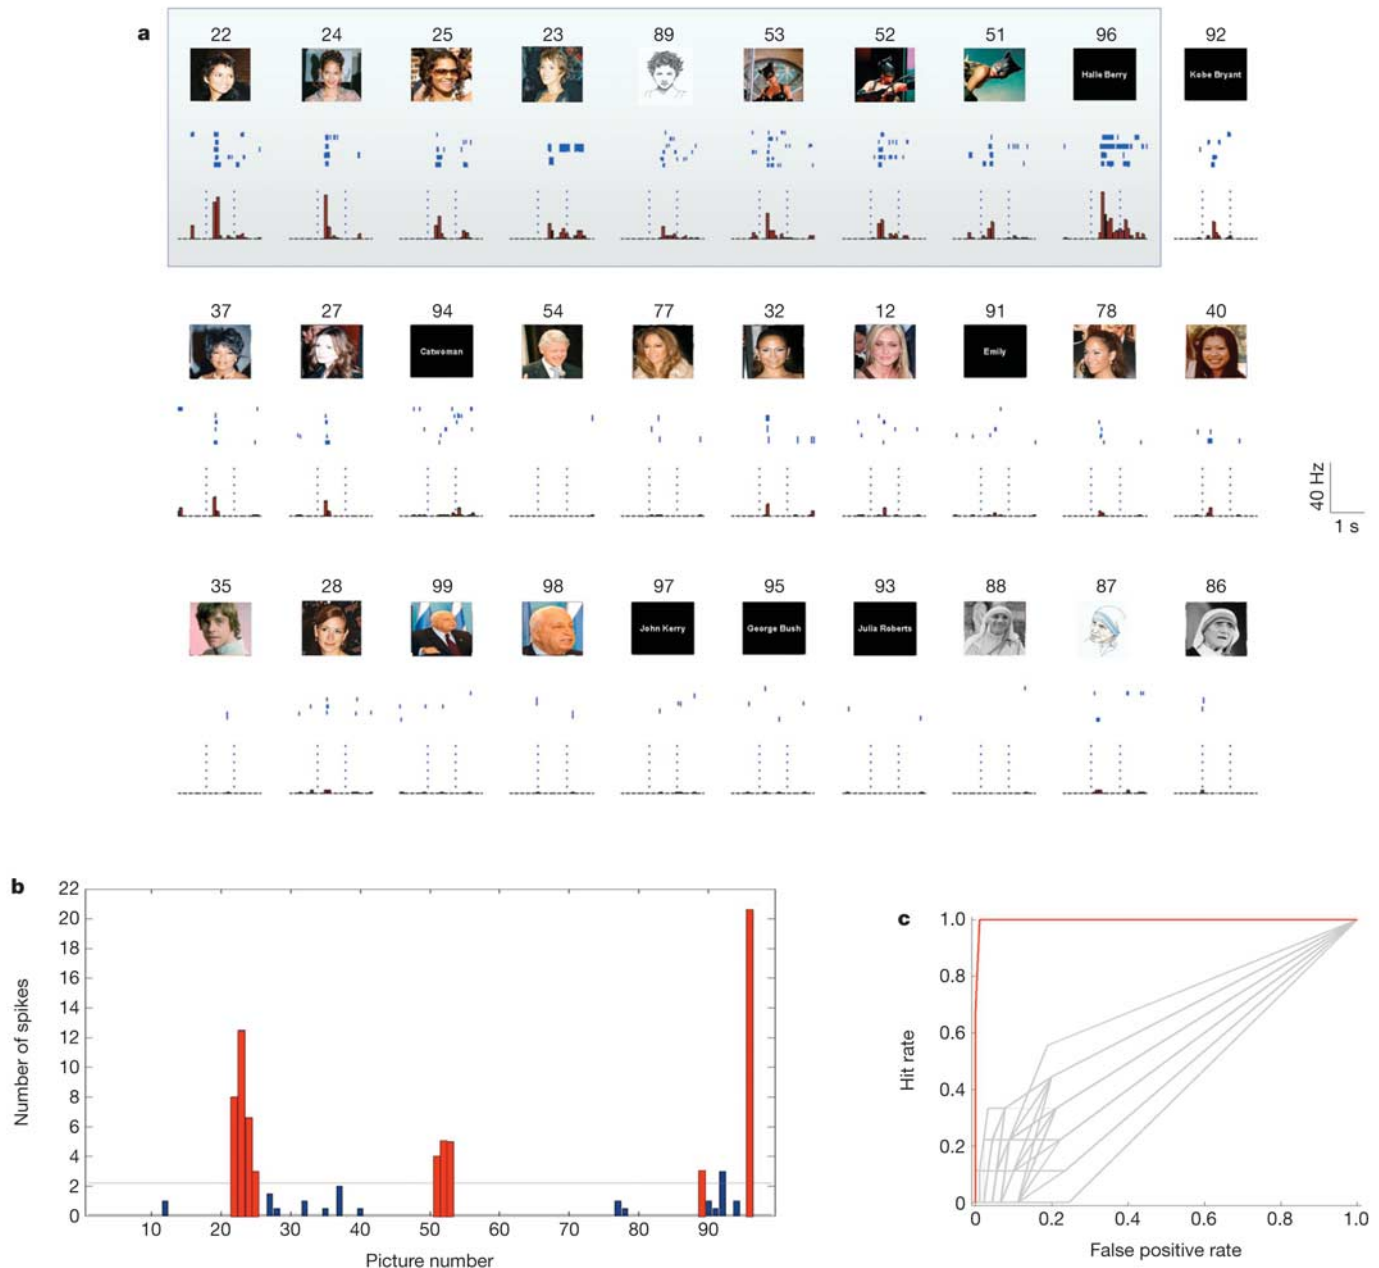 a
22 24 25 23 89 53 52 51 96 92
Halle Berry Kobe Bryant
37 27 94 54 77 32 12 91 78 40
Catwoman Emily
40 Hz
1 s
35 28 99 98 97 95 93 88 87 86
John Kerry George Bush Julia Roberts
b
22
20
18
16
14
12
10
8
6
4
2
0
Number of spikes
10 20 30 40 50 60 70 80 90
Picture number
c
1.0
0.8
0.6
0.4
0.2
0
Hit rate
0 0.2 0.4 0.6 0.8 1.0
False positive rate